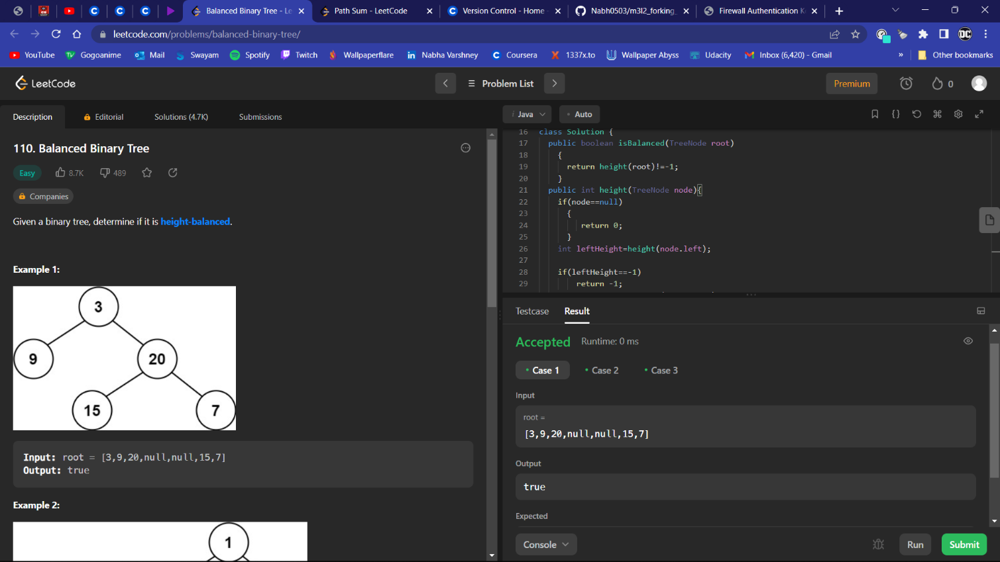 Balanced Binary Tree - Le
Path Sum - LeetCode
Version Control - Home
Nabh0503/m3l2_forking_
Firewall Authentication K
leetcode.com/problems/balanced-binary-tree/
DC
YouTube
Gogoanime
Mail
Swayam
Spotify
Twitch
Wallpaperflare
Nabha Varshney
Coursera
1337x.to
Wallpaper Abyss
Udacity
Inbox (6,420) - Gmail
»
Other bookmarks
LeetCode
Problem List
Premium
0
Description
Editorial
Solutions (4.7K)
Submissions
i Java
Auto
110. Balanced Binary Tree
Easy
8.7K
489
Companies
Given a binary tree, determine if it is height-balanced.
Example 1:
3
9
20
15
7
Input: root = [3,9,20,null,null,15,7]
Output: true
Example 2:
1
16 class Solution {
17 public boolean isBalanced(TreeNode root)
18 {
19 return height(root)!=-1;
20 }
21 public int height(TreeNode node){
22 if(node==null)
23 {
24 return 0;
25 }
26 int leftHeight=height(node.left);
27
28 if(leftHeight==-1)
29 return -1;
Testcase
Result
Accepted
Runtime: 0 ms
Case 1
Case 2
Case 3
Input
root =
[3,9,20,null,null,15,7]
Output
true
Expected
Console
Run
Submit